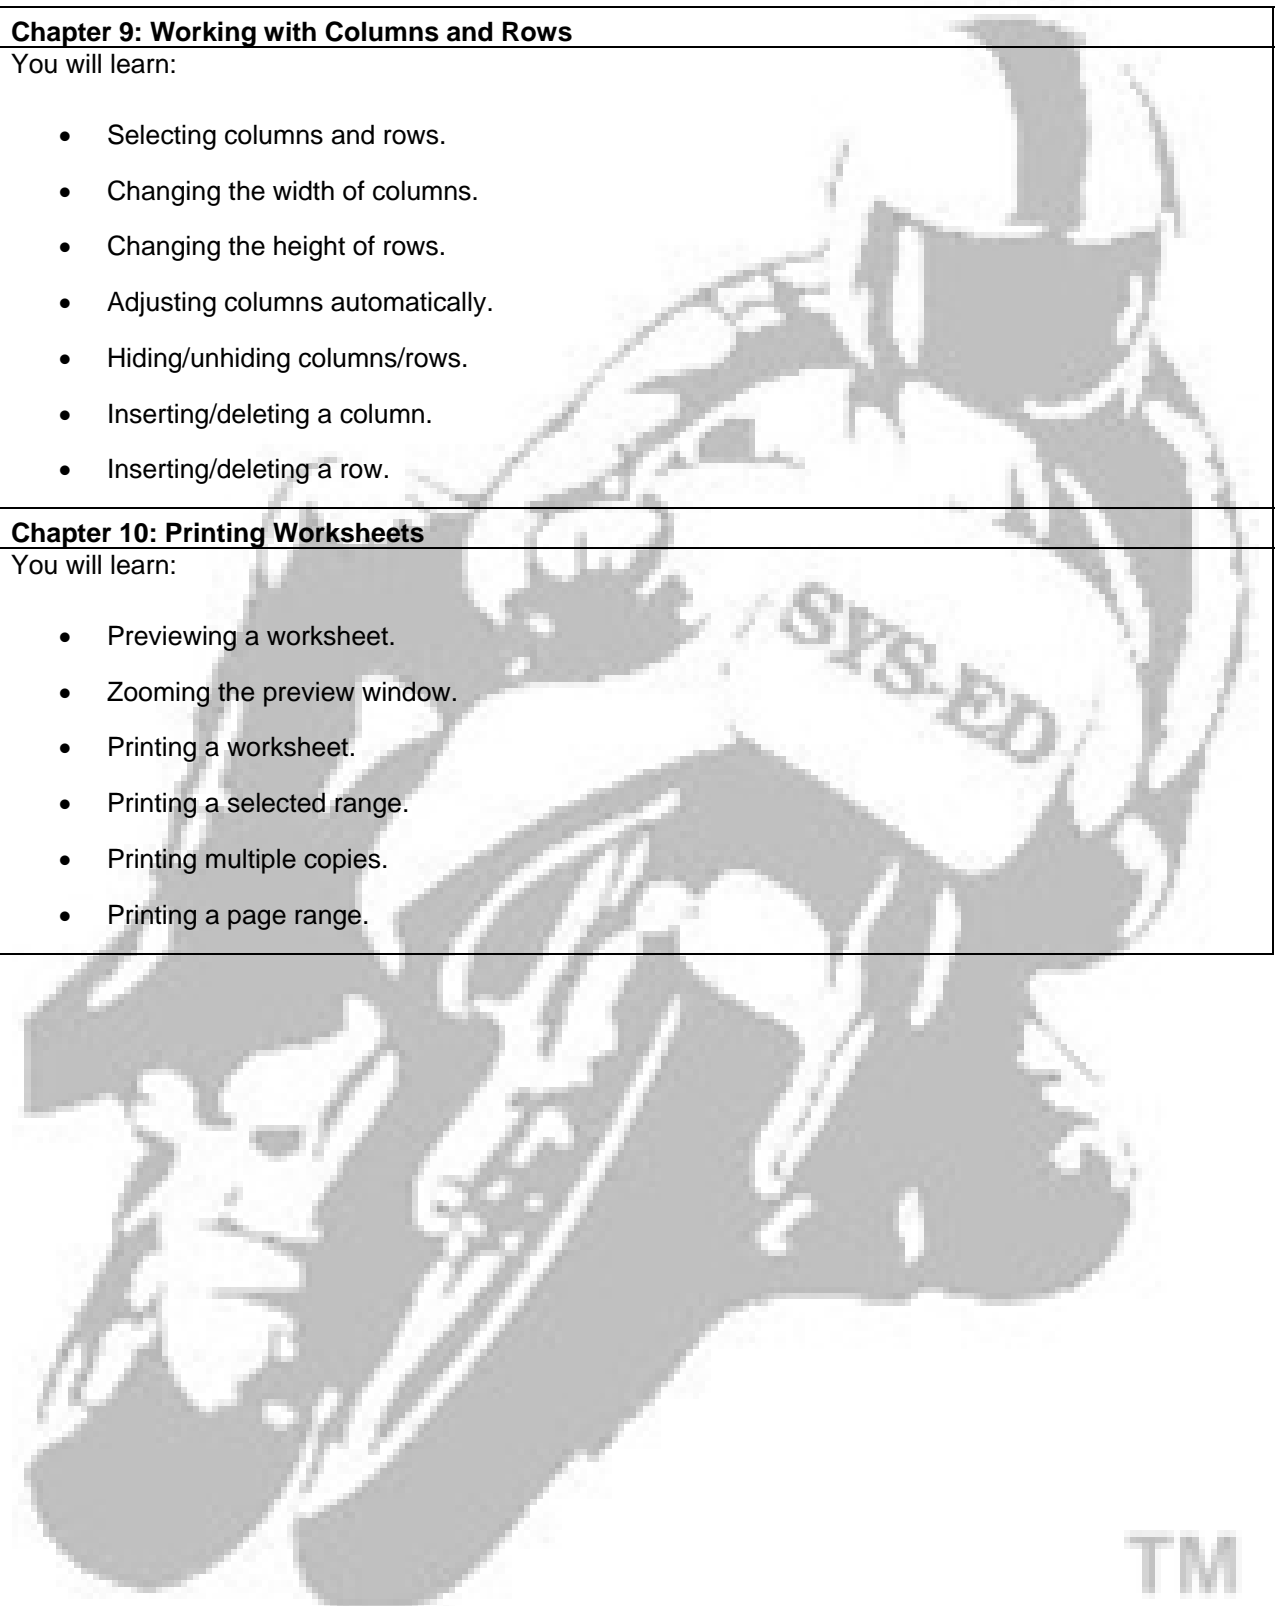 Chapter 9: Working with Columns and Rows
You will learn:
• Selecting columns and rows.
• Changing the width of columns.
• Changing the height of rows.
• Adjusting columns automatically.
• Hiding/unhiding columns/rows.
• Inserting/deleting a column.
• Inserting/deleting a row.
Chapter 10: Printing Worksheets
You will learn:
• Previewing a worksheet.
• Zooming the preview window.
• Printing a worksheet.
• Printing a selected range.
• Printing multiple copies.
• Printing a page range.
SYS-ED
TM